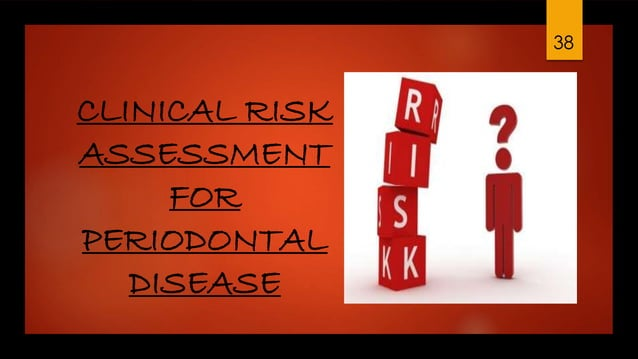 38
CLINICAL RISK
ASSESSMENT
FOR
PERIODONTAL
DISEASE
R R
I
S S
K K
?